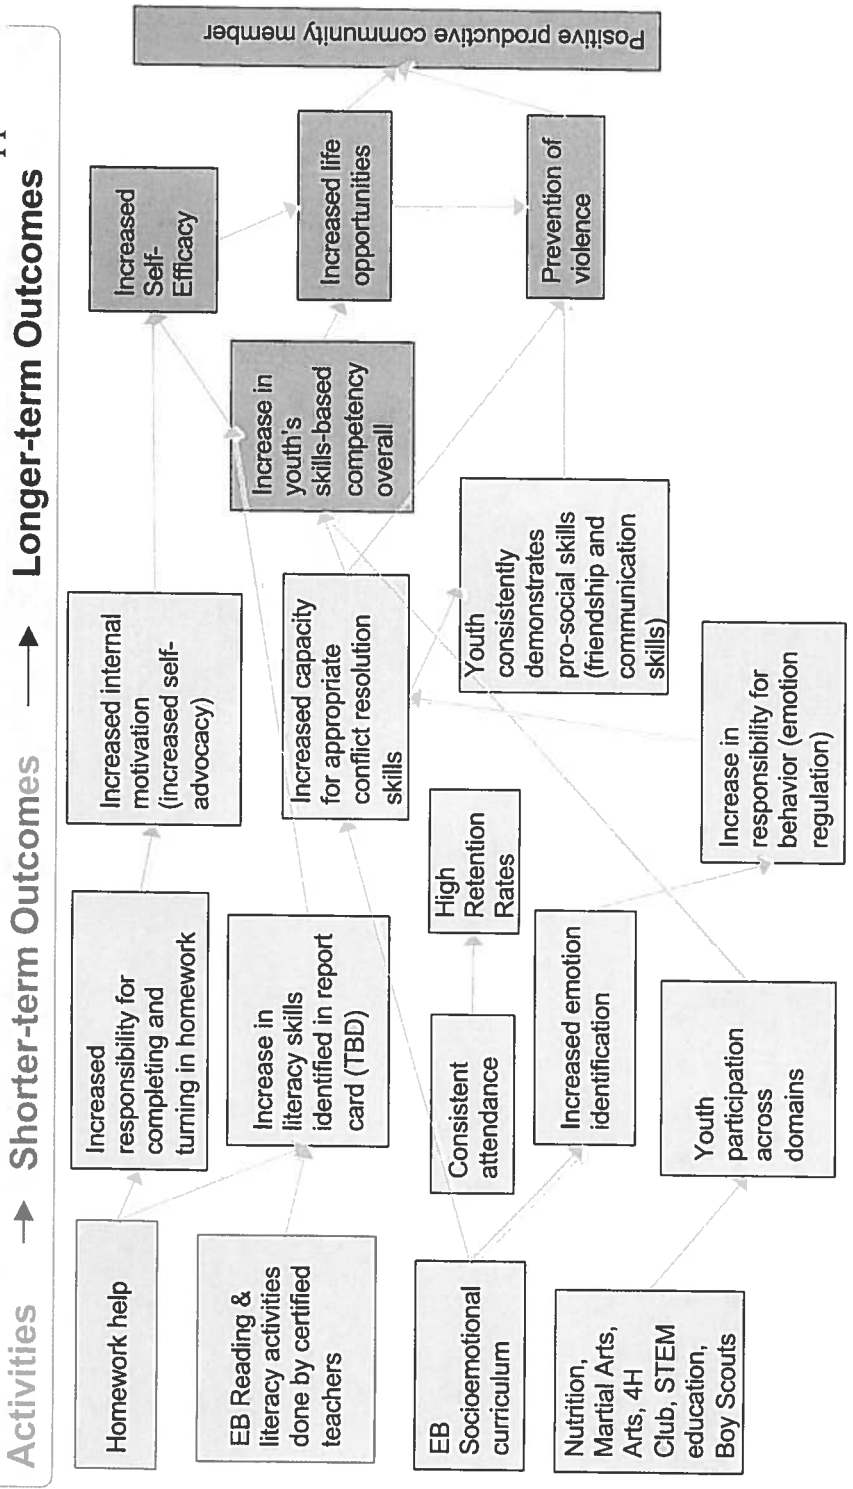 Activities → Shorter-term Outcomes → Longer-term Outcomes
Homework help
EB Reading &
literacy activities
done by certified
teachers
EB
Socioemotional
curriculum
Nutrition,
Martial Arts,
Arts, 4H
Club, STEM
education,
Boy Scouts
Increased
responsibility for
completing and
turning in homework
Increase in
literacy skills
identified in report
card (TBD)
Consistent
attendance
High
Retention
Rates
Increased emotion
identification
Youth
participation
across
domains
Increased internal
motivation
(increased self-
advocacy)
Increased capacity
for appropriate
conflict resolution
skills
Youth
consistently
demonstrates
pro-social skills
(friendship and
communication
skills)
Increase in
responsibility for
behavior (emotion
regulation)
Increase in
youth's
skills-based
competency
overall
Increased
Self-
Efficacy
Increased life
opportunities
Prevention of
violence
Positive productive community member